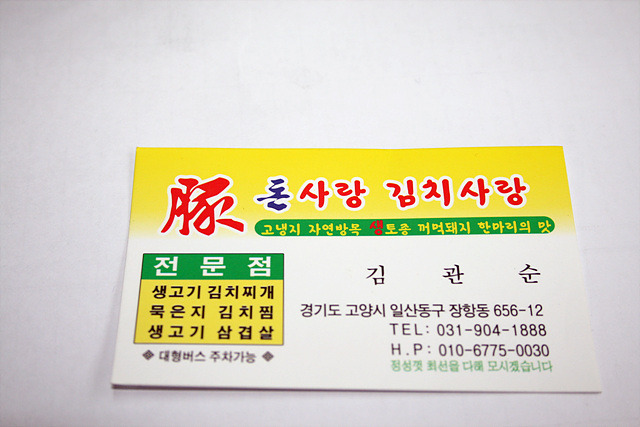 豚 돈사랑 김치사랑
고냉지 자연방목 생토종 꺼먹돼지 한마리의 맛
전문점
생고기 김치찌개
묵은지 김치찜
생고기 삼겹살
◈ 대형버스 주차가능 ◈
김 관 순
경기도 고양시 일산동구 장항동 656-12
TEL: 031-904-1888
H.P: 010-6775-0030
정성껏 최선을 다해 모시겠습니다